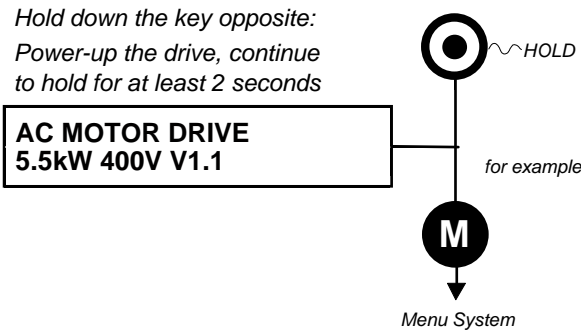 Hold down the key opposite:
Power-up the drive, continue
to hold for at least 2 seconds
HOLD
AC MOTOR DRIVE
5.5kW 400V V1.1
for example
M
Menu System